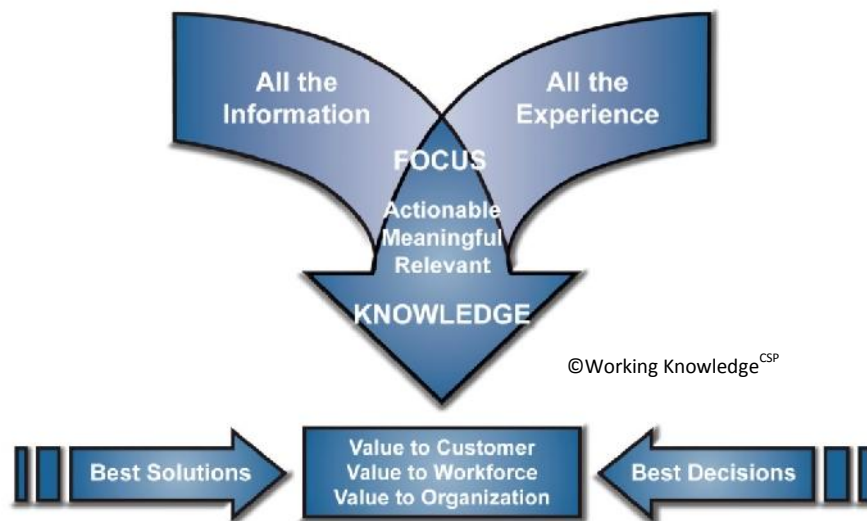 All the
Information
All the
Experience
FOCUS
Actionable
Meaningful
Relevant
KNOWLEDGE
©Working Knowledge^CSP
Best Solutions
Value to Customer
Value to Workforce
Value to Organization
Best Decisions